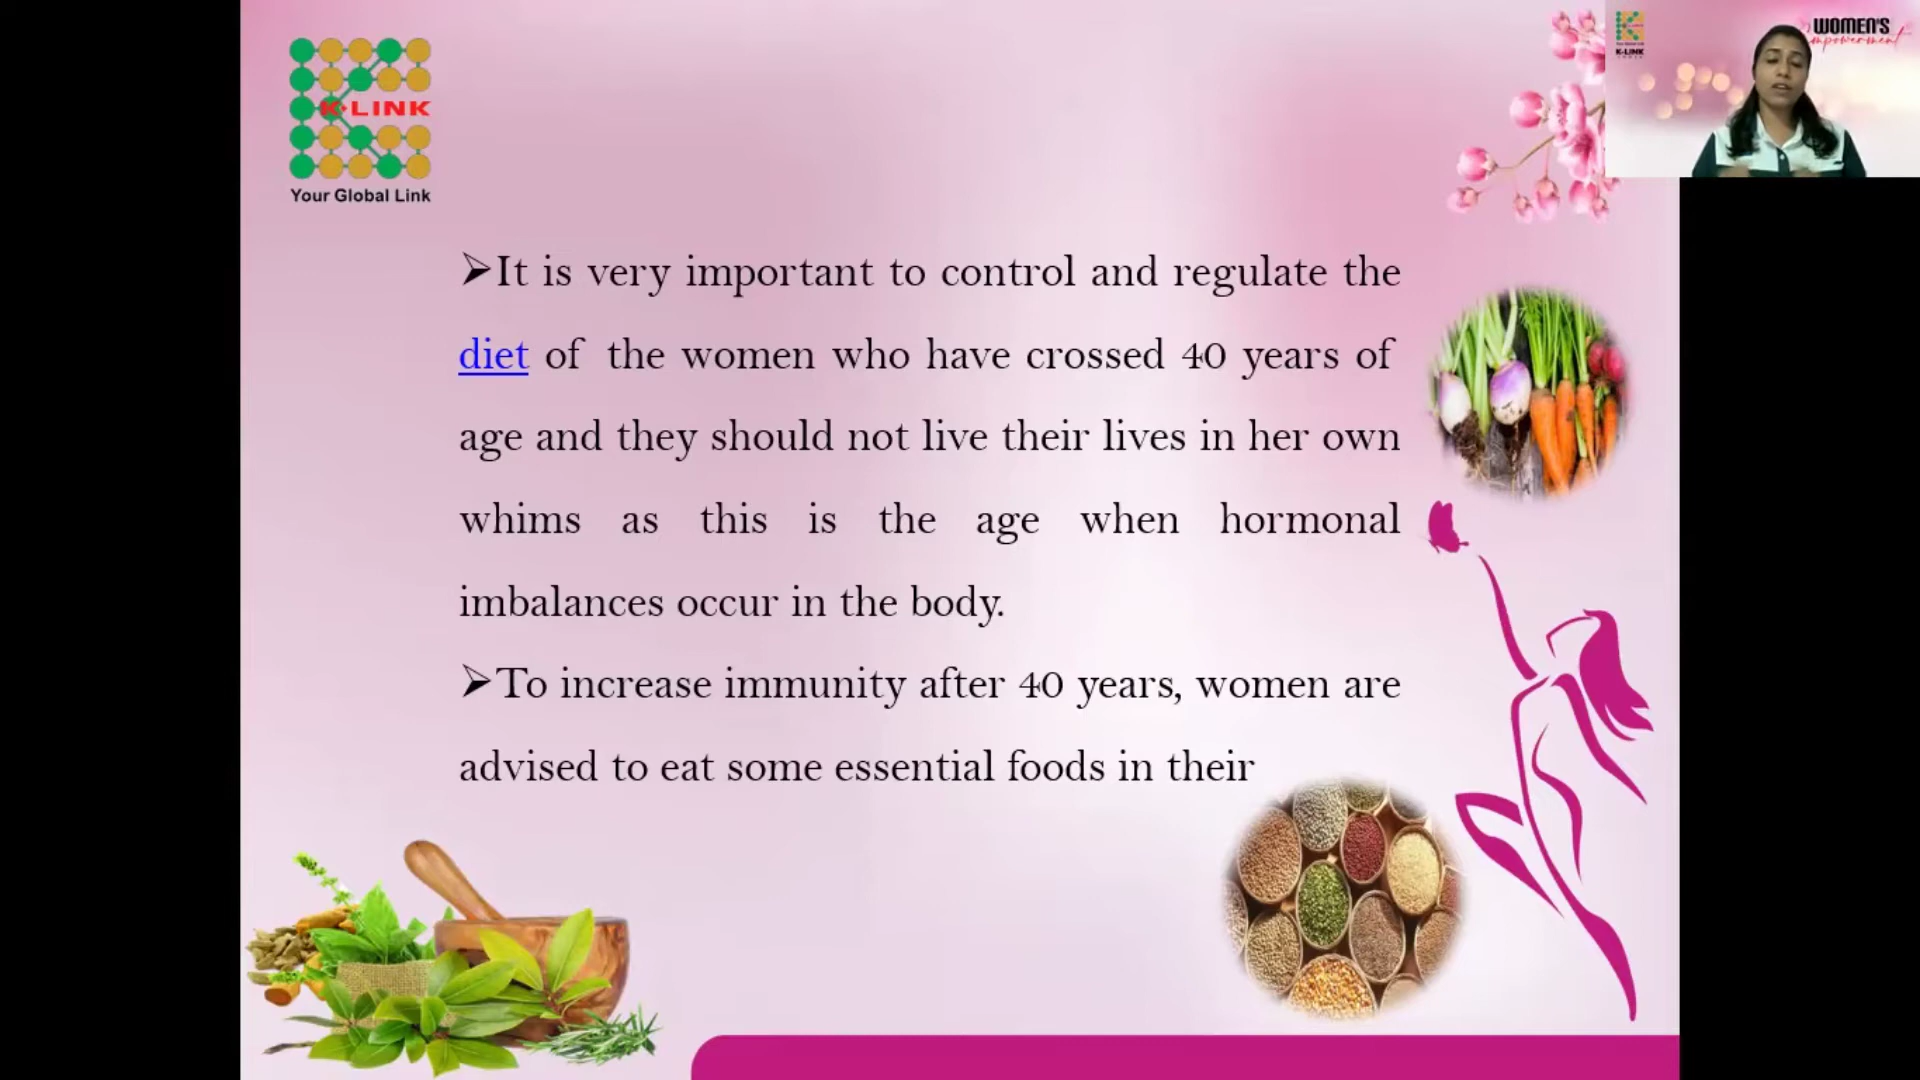 K-LINK
Your Global Link
K-LINK
WOMEN'S
Empowerment
➢It is very important to control and regulate the
diet of the women who have crossed 40 years of
age and they should not live their lives in her own
whims as this is the age when hormonal
imbalances occur in the body.
➢To increase immunity after 40 years, women are
advised to eat some essential foods in their